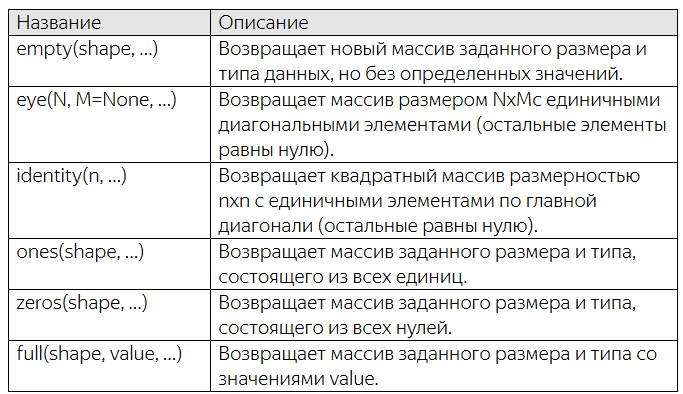 Название Описание
empty(shape, ...) Возвращает новый массив заданного размера и
типа данных, но без определенных значений.
eye(N, M=None, ...) Возвращает массив размером NxMс единичными
диагональными элементами (остальные элементы
равны нулю).
identity(n, ...) Возвращает квадратный массив размерностью
nxn с единичными элементами по главной
диагонали (остальные равны нулю).
ones(shape, ...) Возвращает массив заданного размера и типа,
состоящего из всех единиц.
zeros(shape, ...) Возвращает массив заданного размера и типа,
состоящего из всех нулей.
full(shape, value, ...) Возвращает массив заданного размера и типа со
значениями value.